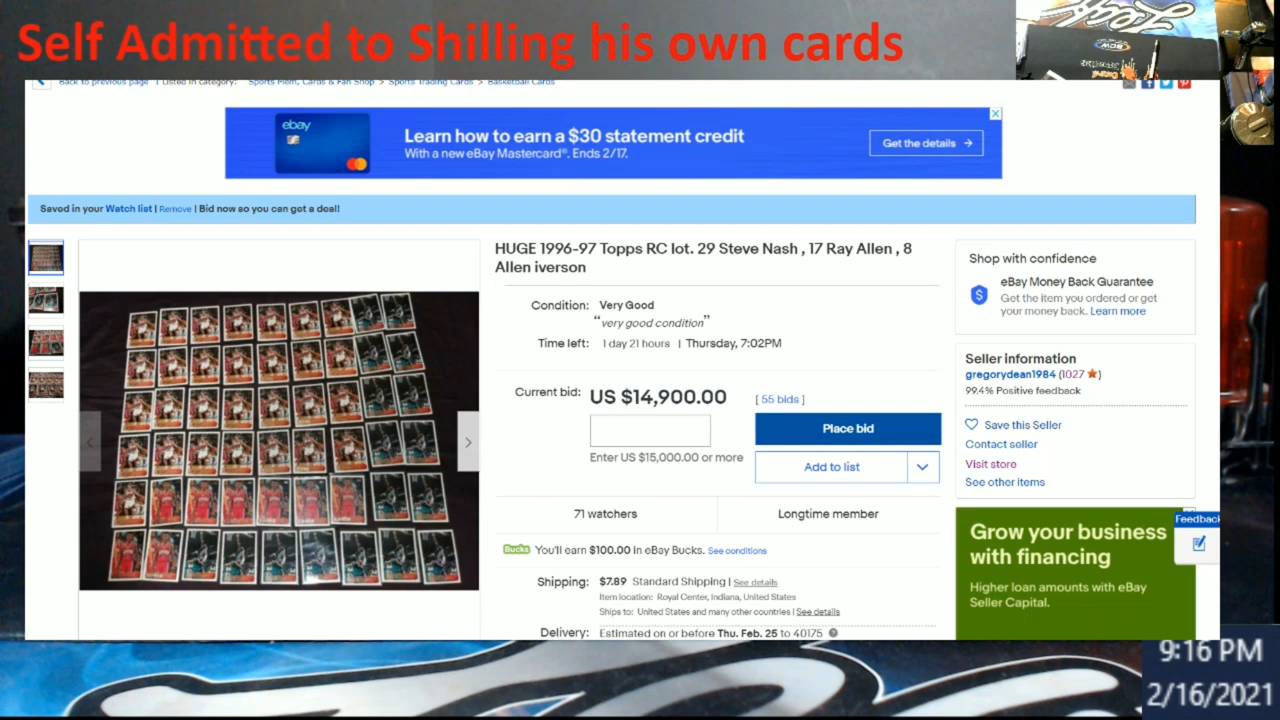 Self Admitted to Shilling his own cards
Back to previous page | Listed in category: Sports Mem, Cards & Fan Shop > Sports Trading Cards > Basketball Cards
ebay
Learn how to earn a $30 statement credit
With a new eBay Mastercard®. Ends 2/17.
Get the details →
Saved in your Watch list | Remove | Bid now so you can get a deal!
HUGE 1996-97 Topps RC lot. 29 Steve Nash , 17 Ray Allen , 8
Allen iverson
Condition: Very Good
“very good condition”
Time left: 1 day 21 hours | Thursday, 7:02PM
Current bid: US $14,900.00 [ 55 bids ]
Place bid
Enter US $15,000.00 or more
Add to list
71 watchers
Longtime member
Bucks You'll earn $100.00 in eBay Bucks. See conditions
Shipping: $7.89 Standard Shipping | See details
Item location: Royal Center, Indiana, United States
Ships to: United States and many other countries | See details
Delivery: Estimated on or before Thu. Feb. 25 to 40175
Shop with confidence
eBay Money Back Guarantee
Get the item you ordered or get
your money back. Learn more
Seller information
gregorydean1984 (1027 ★)
99.4% Positive feedback
Save this Seller
Contact seller
Visit store
See other items
Grow your business
with financing
Higher loan amounts with eBay
Seller Capital.
Feedback
9:16 PM
2/16/2021